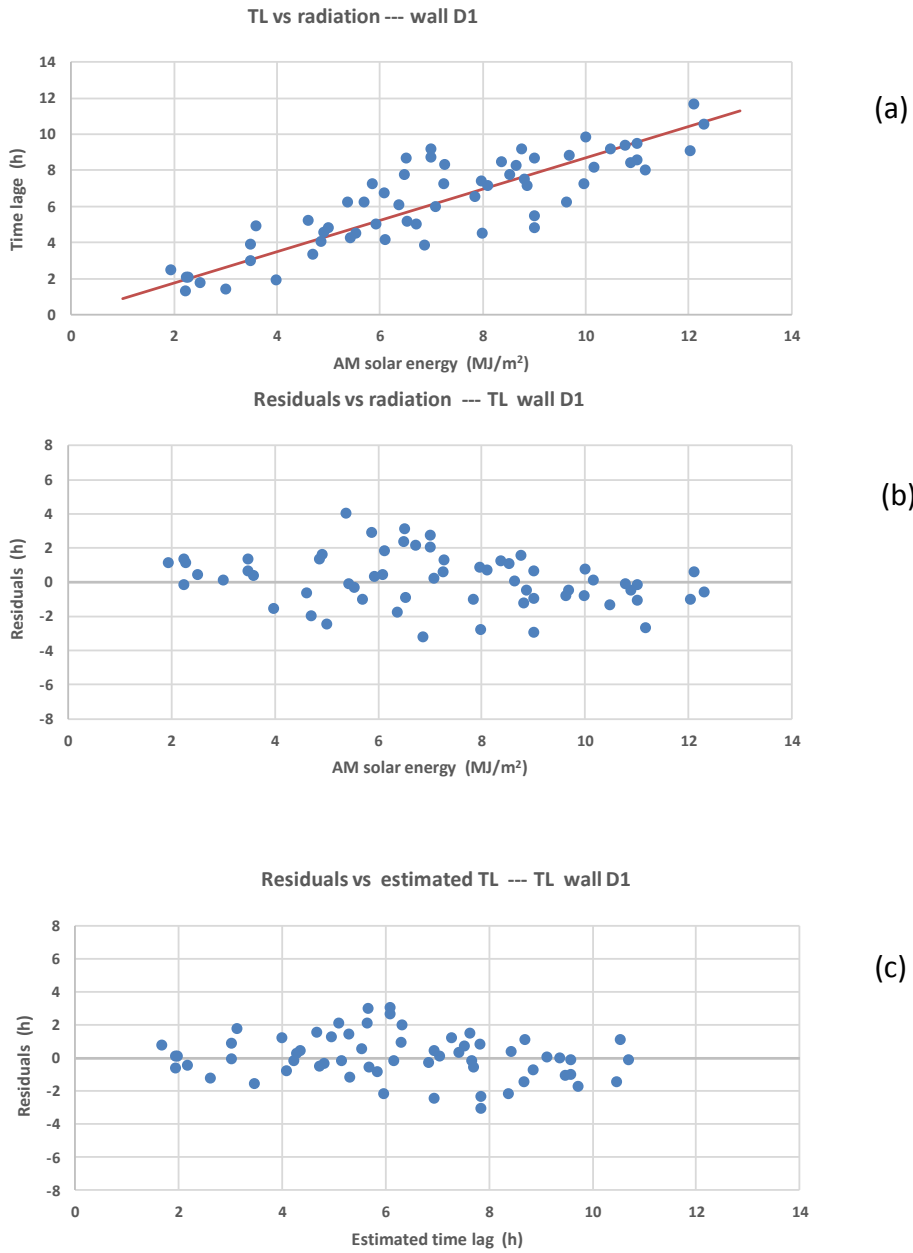 TL vs radiation --- wall D1
(a)
Time lage (h)
14
12
10
8
6
4
2
0
0 2 4 6 8 10 12 14
AM solar energy (MJ/m²)
Residuals vs radiation --- TL wall D1
(b)
Residuals (h)
8
6
4
2
0
-2
-4
-6
-8
0 2 4 6 8 10 12 14
AM solar energy (MJ/m²)
Residuals vs estimated TL --- TL wall D1
(c)
Residuals (h)
8
6
4
2
0
-2
-4
-6
-8
0 2 4 6 8 10 12 14
Estimated time lag (h)